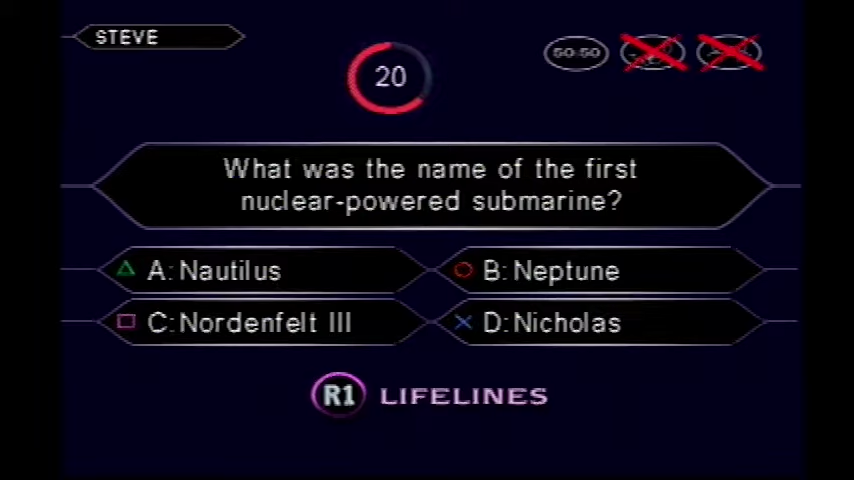 STEVE
20
50:50
What was the name of the first
nuclear-powered submarine?
A: Nautilus
B: Neptune
C: Nordenfelt III
D: Nicholas
R1 LIFELINES